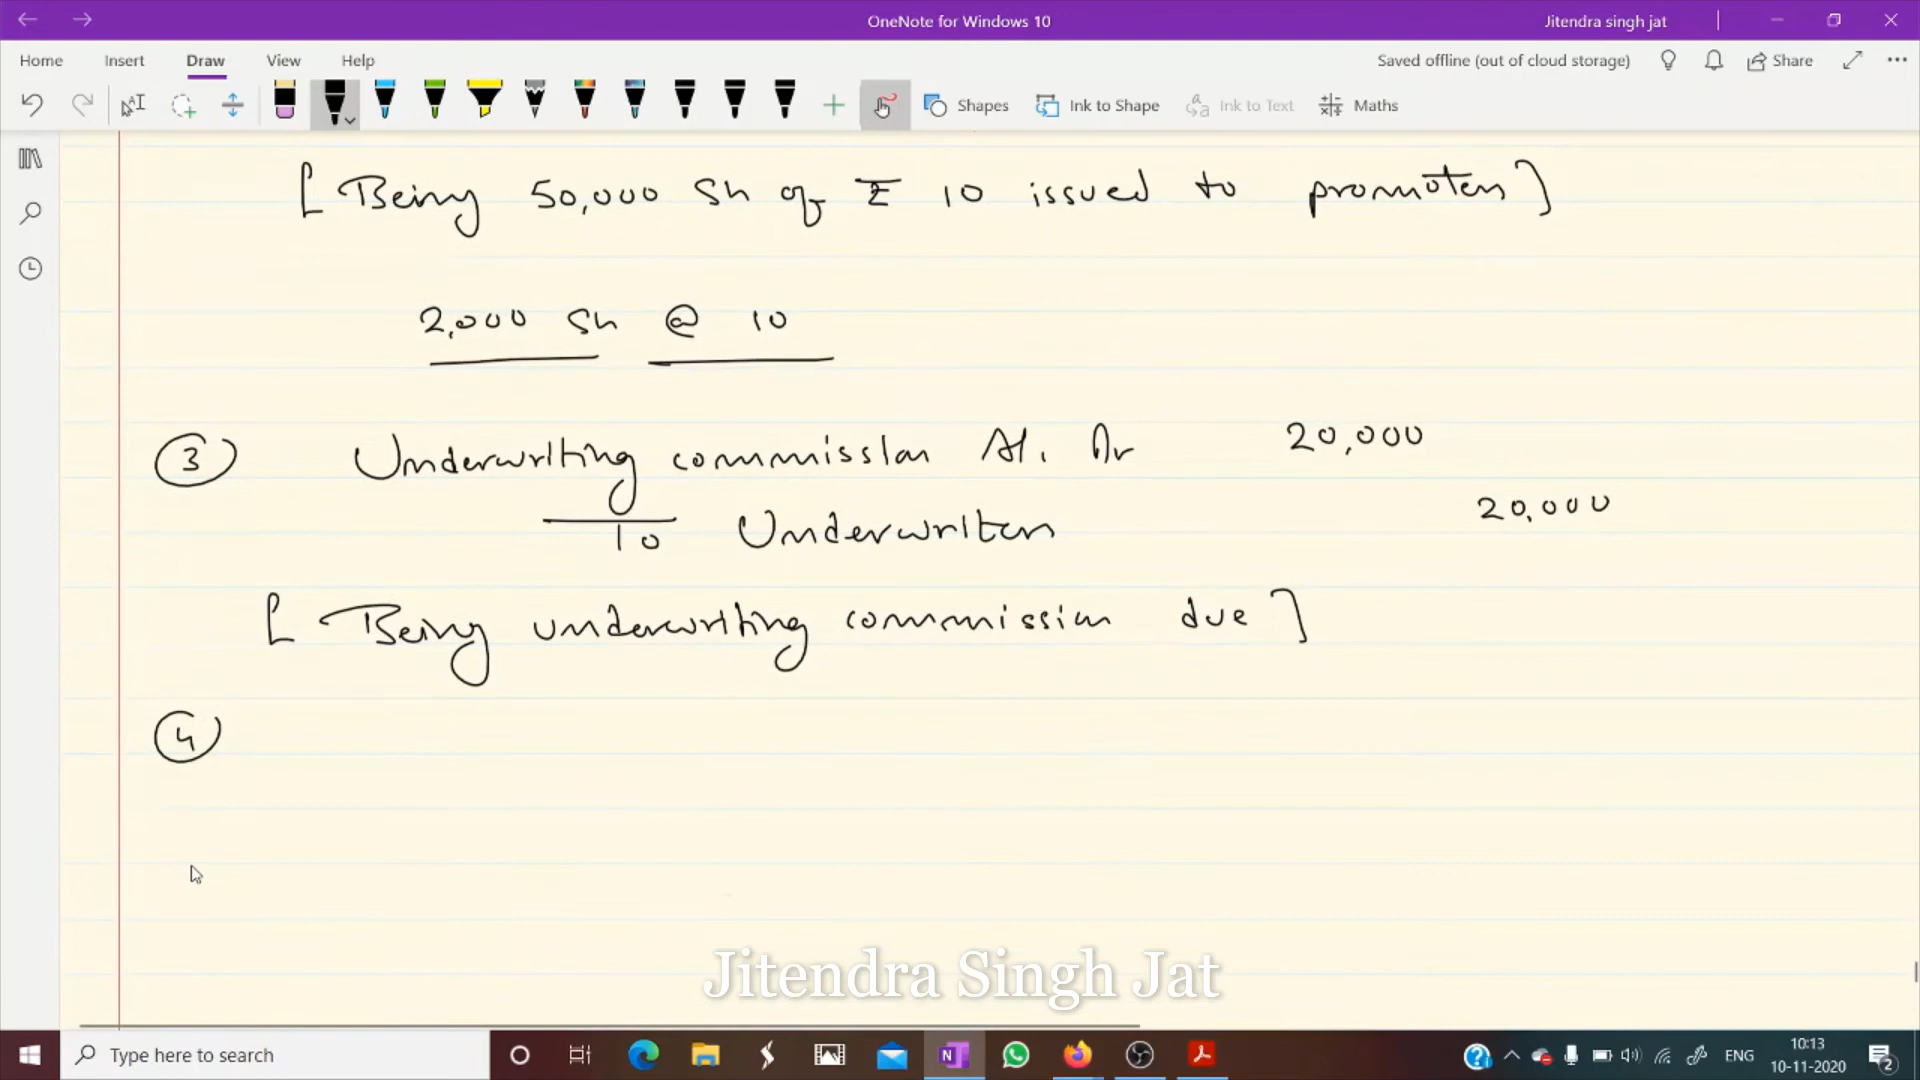 OneNote for Windows 10
Jitendra singh jat
Home Insert Draw View Help
Saved offline (out of cloud storage) Share
Shapes Ink to Shape Ink to Text Maths
[ Being 50,000 Sh of ₹ 10 issued to promoters ]
2,000 Sh @ 10
3 Underwriting commission A/. Dr 20,000
10 Underwriters 20,000
[ Being underwriting commission due ]
4
Jitendra Singh Jat
Type here to search
ENG
10:13
10-11-2020
2